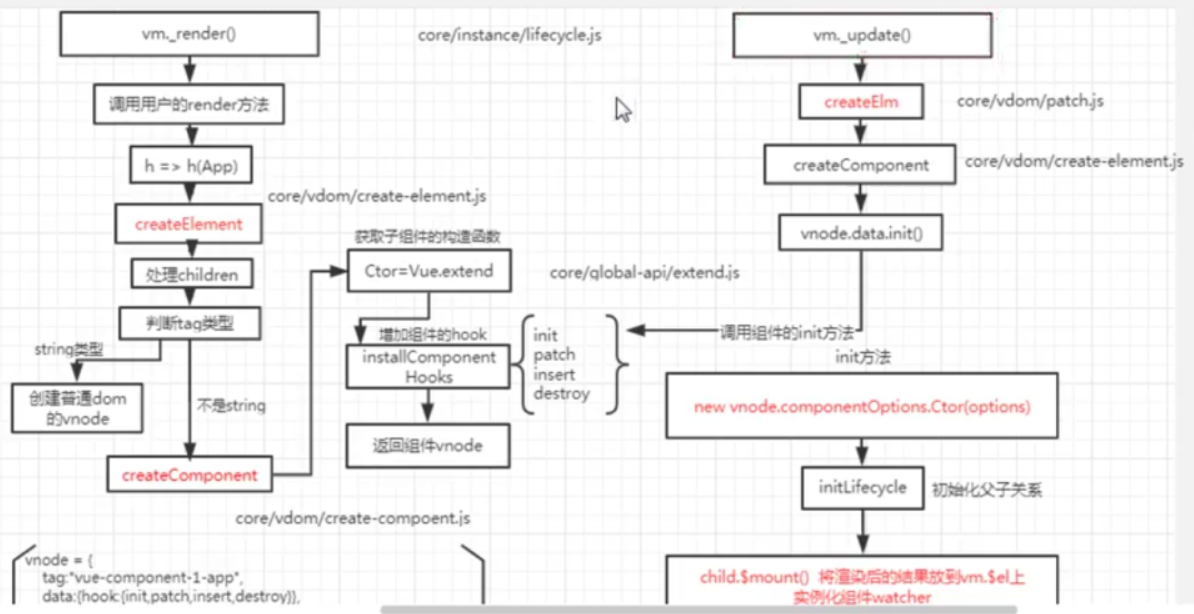 vm._render()
core/instance/lifecycle.js
vm._update()
调用用户的render方法
createElm
core/vdom/patch.js
h => h(App)
createComponent
core/vdom/create-element.js
core/vdom/create-element.js
createElement
vnode.data.init()
获取子组件的构造函数
处理children
Ctor=Vue.extend
core/global-api/extend.js
判断tag类型
增加组件的hook
init
patch
insert
destroy
调用组件的init方法
string类型
installComponent
Hooks
init方法
创建普通dom
的vnode
不是string
new vnode.componentOptions.Ctor(options)
返回组件vnode
createComponent
initLifecycle
初始化父子关系
core/vdom/create-compoent.js
vnode = {
tag:"vue-component-1-app",
data:{hook:{init,patch,insert,destroy}},
child.$mount() 将渲染后的结果放到vm.$el上
实例化组件watcher